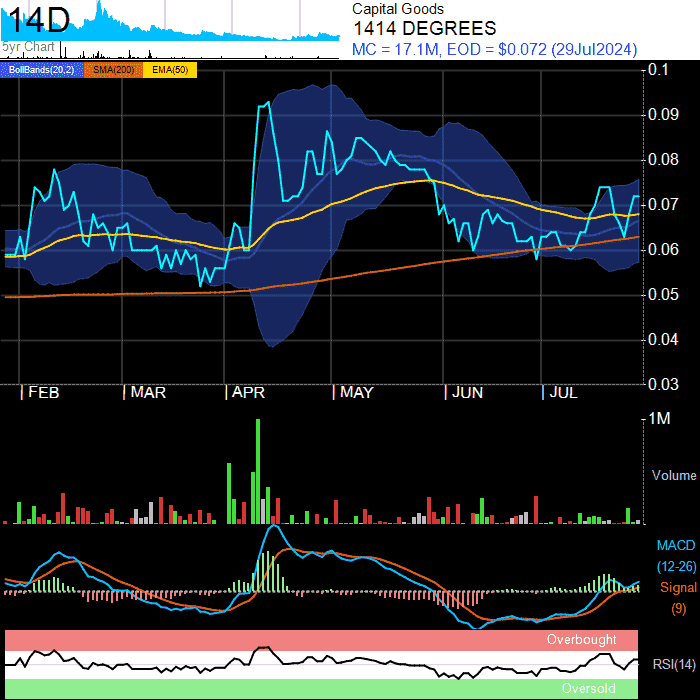 14D
5yr Chart
Capital Goods
1414 DEGREES
MC = 17.1M, EOD = $0.072 (29Jul2024)
BollBands(20,2) SMA(200) EMA(50)
0.1
0.09
0.08
0.07
0.06
0.05
0.04
0.03
FEB MAR APR MAY JUN JUL
1M
Volume
MACD
(12-26)
Signal
(9)
Overbought
RSI(14)
Oversold